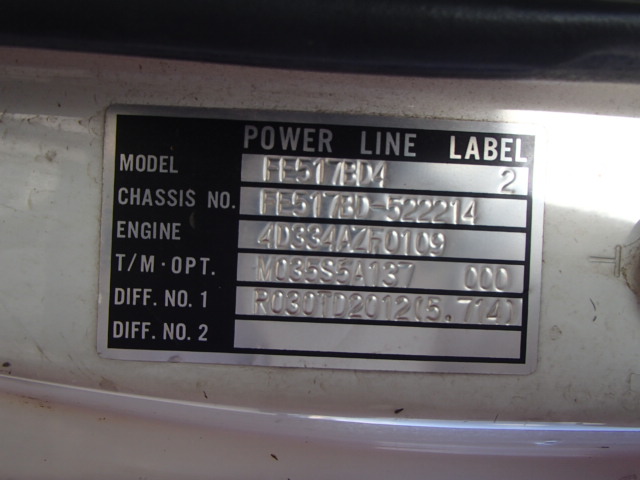 POWER LINE LABEL
MODEL FE517BD4 2
CHASSIS NO. FE517BD-522214
ENGINE 4D334AZF0109
T/M·OPT. M035S5A137 000
DIFF. NO. 1 R030TD2012(5.714)
DIFF. NO. 2